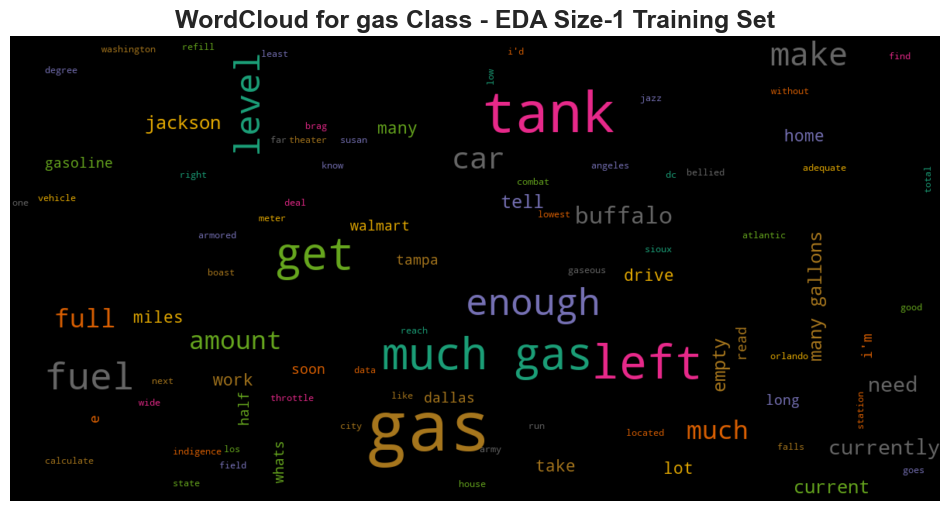 WordCloud for gas Class - EDA Size-1 Training Set
washington
refill
least
i'd
find
degree
level
low
tank
jazz
make
without
jackson
brag
many
home
far
theater
susan
car
gasoline
know
angeles
adequate
right
combat
dc
bellied
total
one
vehicle
deal
tell
lowest
buffalo
meter
walmart
armored
get
tampa
sioux
atlantic
many gallons
boast
gaseous
drive
enough
full
miles
good
reach
amount
much gas
left
empty
read
orlando
i'm
fuel
next
work
soon
data
need
wide
half
throttle
like
dallas
long
station
e
gas
city
run
located
much
indigence
los
army
falls
currently
calculate
field
whats
take
lot
state
house
goes
current